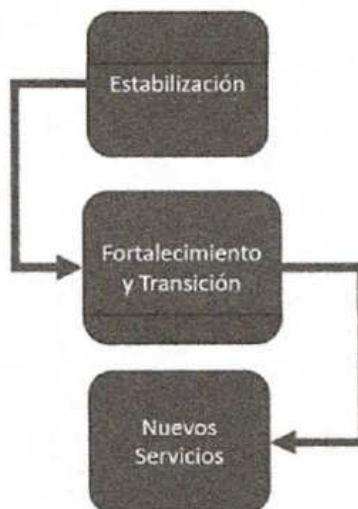 Estabilización
Fortalecimiento
y Transición
Nuevos
Servicios